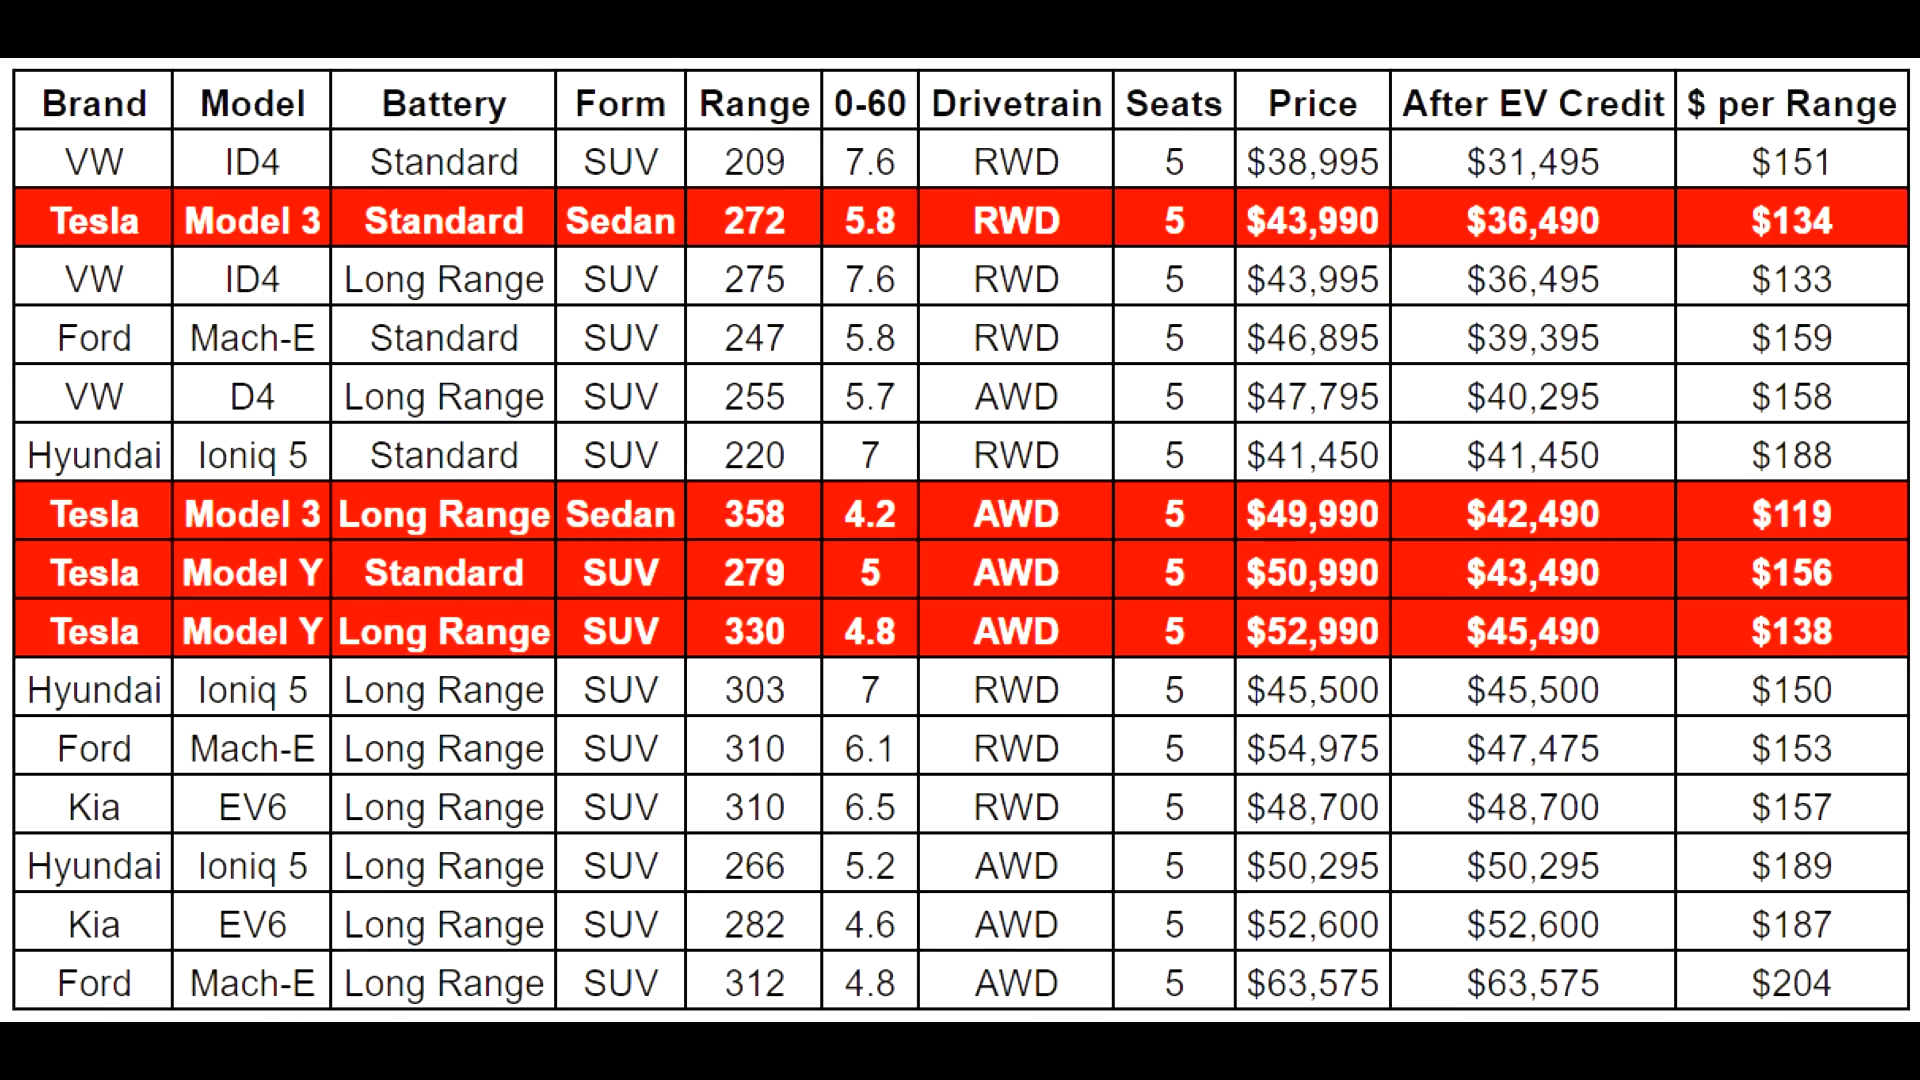 Brand Model Battery Form Range 0-60 Drivetrain Seats Price After EV Credit $ per Range
VW ID4 Standard SUV 209 7.6 RWD 5 $38,995 $31,495 $151
Tesla Model 3 Standard Sedan 272 5.8 RWD 5 $43,990 $36,490 $134
VW ID4 Long Range SUV 275 7.6 RWD 5 $43,995 $36,495 $133
Ford Mach-E Standard SUV 247 5.8 RWD 5 $46,895 $39,395 $159
VW D4 Long Range SUV 255 5.7 AWD 5 $47,795 $40,295 $158
Hyundai Ioniq 5 Standard SUV 220 7 RWD 5 $41,450 $41,450 $188
Tesla Model 3 Long Range Sedan 358 4.2 AWD 5 $49,990 $42,490 $119
Tesla Model Y Standard SUV 279 5 AWD 5 $50,990 $43,490 $156
Tesla Model Y Long Range SUV 330 4.8 AWD 5 $52,990 $45,490 $138
Hyundai Ioniq 5 Long Range SUV 303 7 RWD 5 $45,500 $45,500 $150
Ford Mach-E Long Range SUV 310 6.1 RWD 5 $54,975 $47,475 $153
Kia EV6 Long Range SUV 310 6.5 RWD 5 $48,700 $48,700 $157
Hyundai Ioniq 5 Long Range SUV 266 5.2 AWD 5 $50,295 $50,295 $189
Kia EV6 Long Range SUV 282 4.6 AWD 5 $52,600 $52,600 $187
Ford Mach-E Long Range SUV 312 4.8 AWD 5 $63,575 $63,575 $204